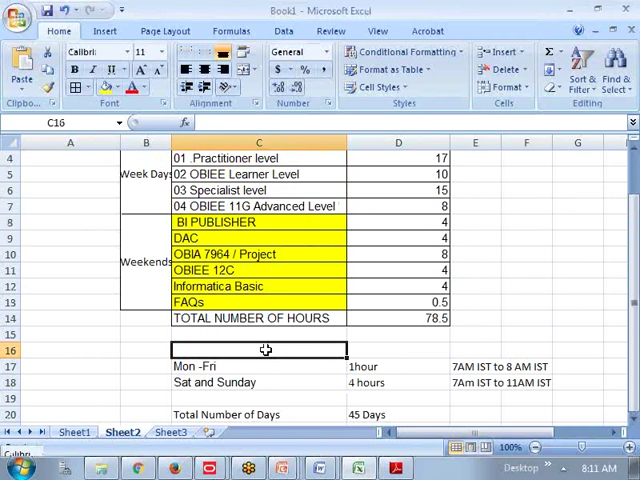 Book1 - Microsoft Excel
Home Insert Page Layout Formulas Data Review View Acrobat
Calibri 11 General Conditional Formatting Insert Σ
Paste B I U A A $ % , Format as Table Delete Sort & Filter Find & Select
A Cell Styles Format
Clipboard Font Alignment Number Styles Cells Editing
C16 fx
A B C D E F G
4 01 .Practitioner level 17
5 Week Days 02 OBIEE Learner Level 10
6 03 Specialist level 15
7 04 OBIEE 11G Advanced Level 8
8 BI PUBLISHER 4
9 DAC 4
10 OBIA 7964 / Project 8
11 Weekends OBIEE 12C 4
12 Informatica Basic 4
13 FAQs 0.5
14 TOTAL NUMBER OF HOURS 78.5
15
16
17 Mon -Fri 1hour 7AM IST to 8 AM IST
18 Sat and Sunday 4 hours 7Am IST to 11AM IST
19
20 Total Number of Days 45 Days
Sheet1 Sheet2 Sheet3
100%
Calibri
Desktop 8:11 AM